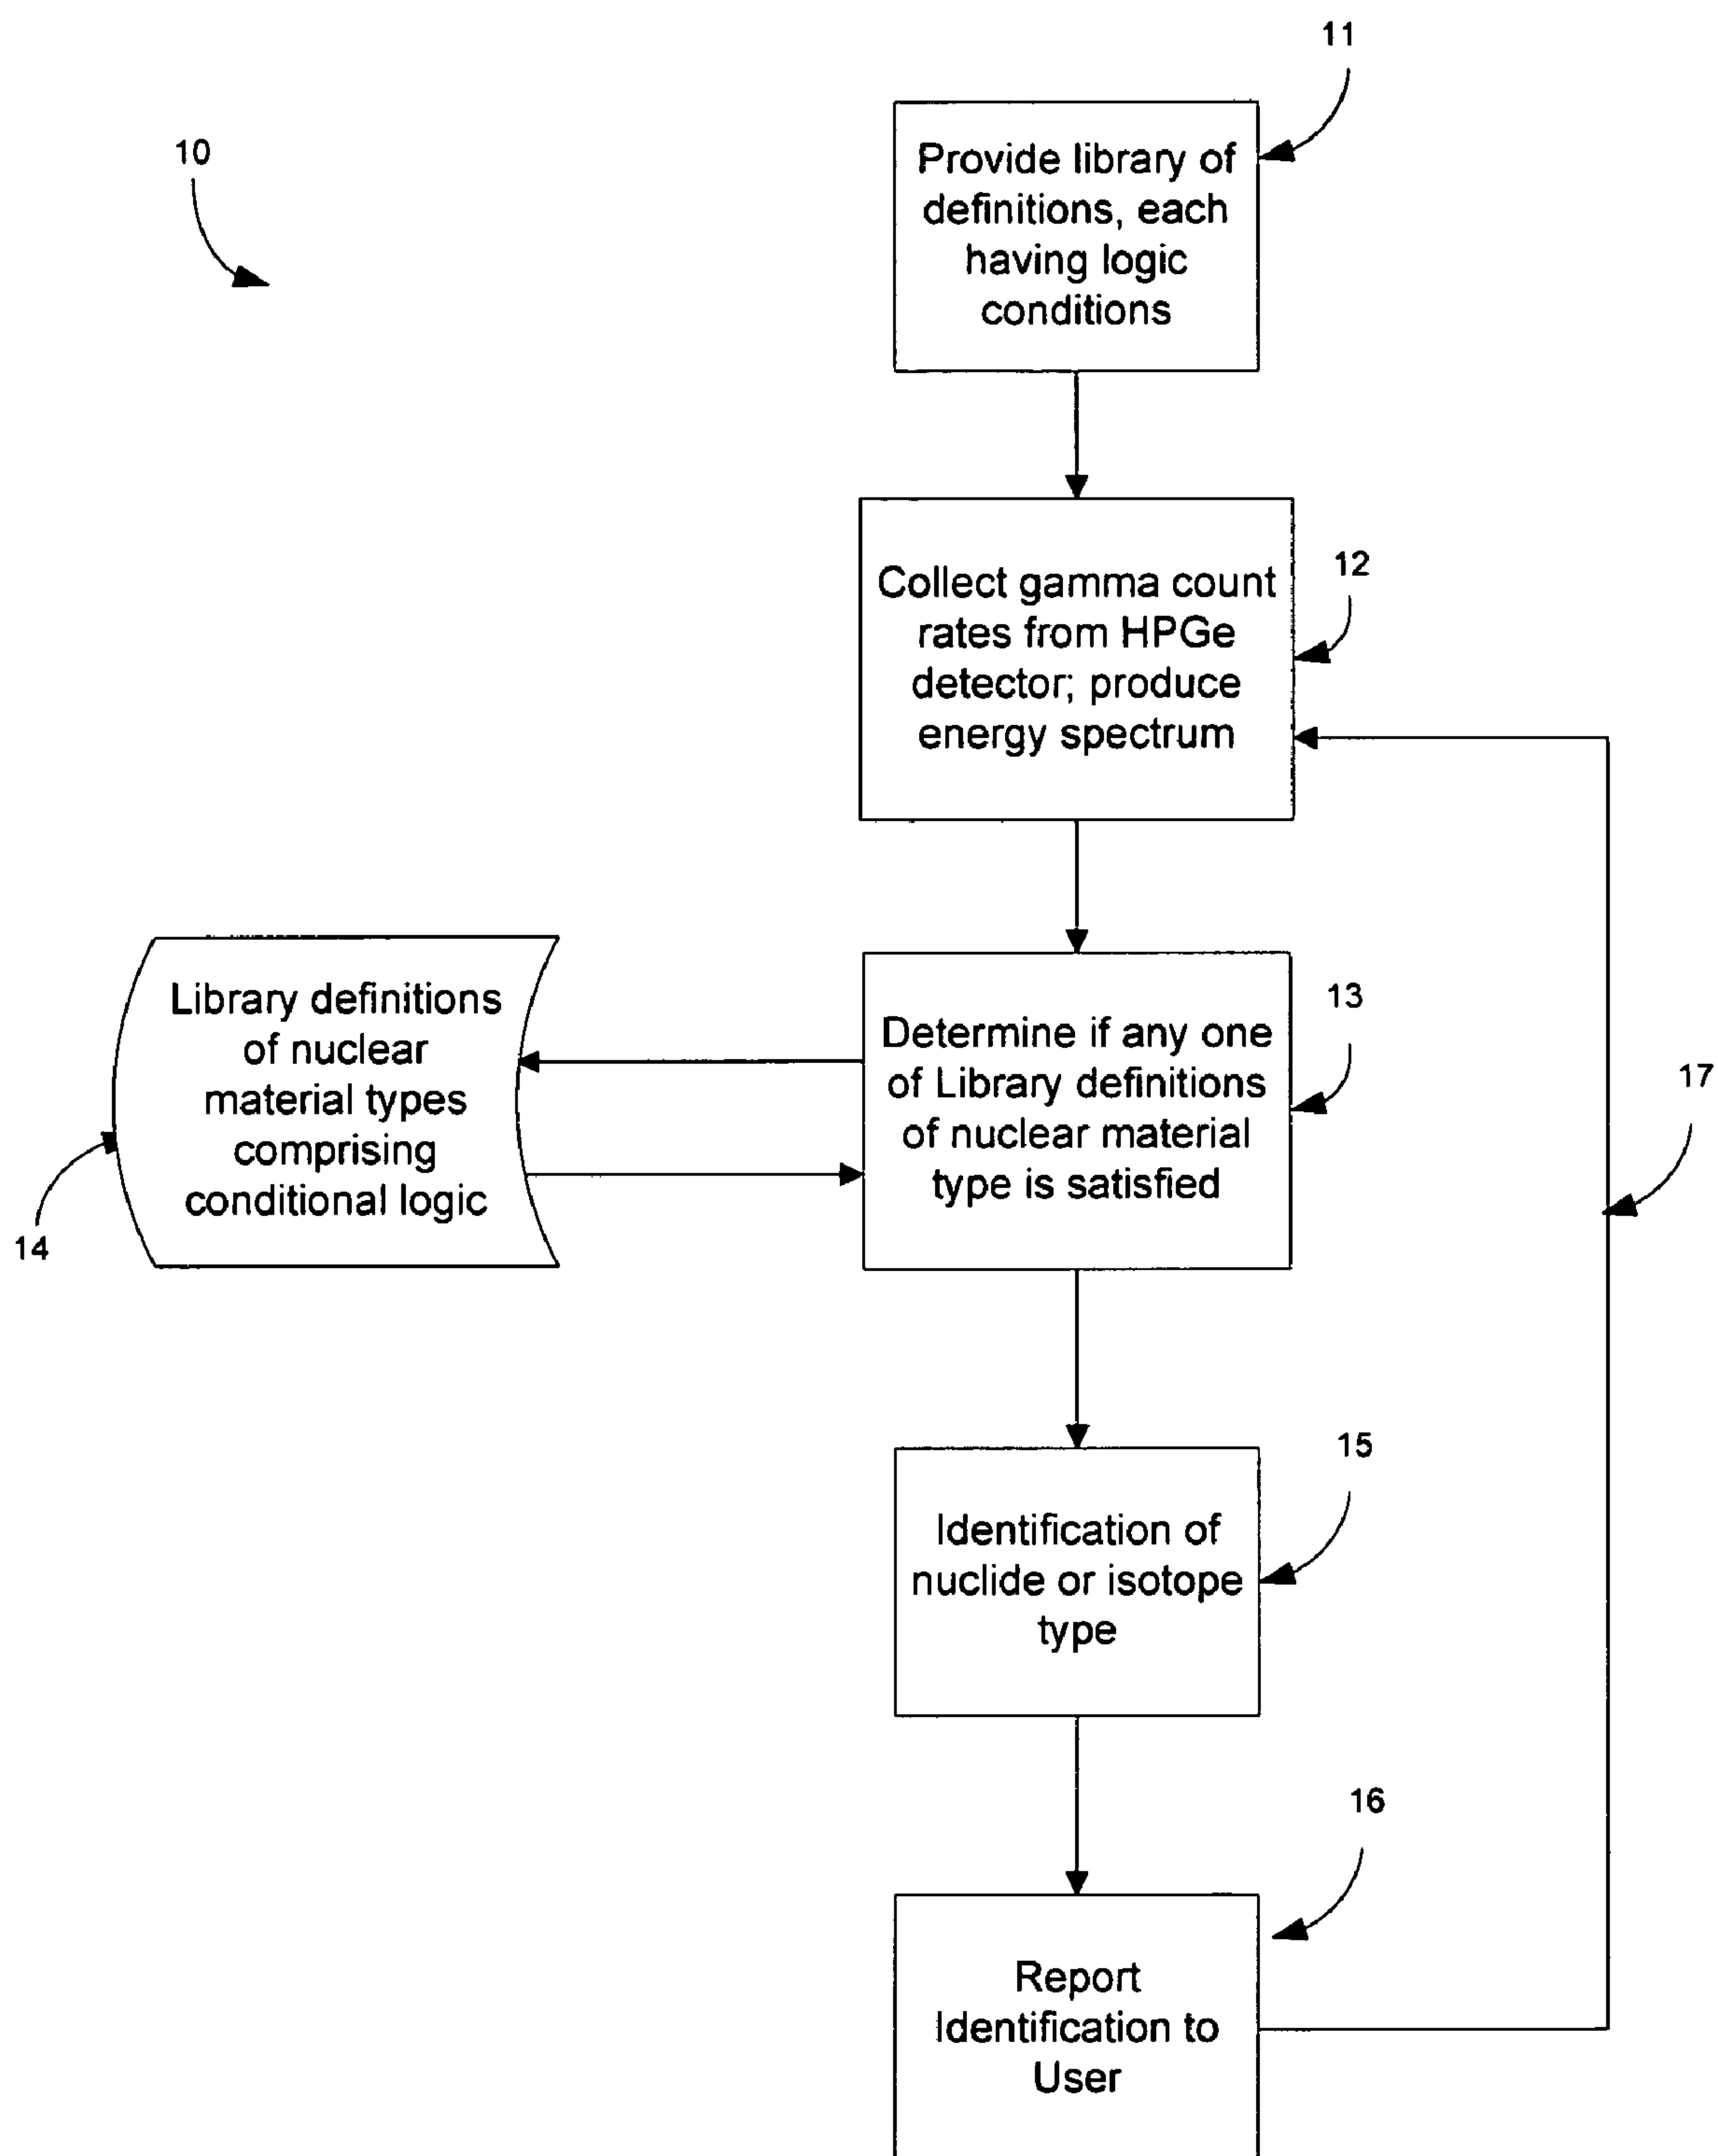 11
10
Provide library of
definitions, each
having logic
conditions
12
Collect gamma count
rates from HPGe
detector; produce
energy spectrum
13
Determine if any one
of Library definitions
of nuclear material
type is satisfied
17
Library definitions
of nuclear
material types
comprising
conditional logic
14
15
Identification of
nuclide or isotope
type
16
Report
Identification to
User